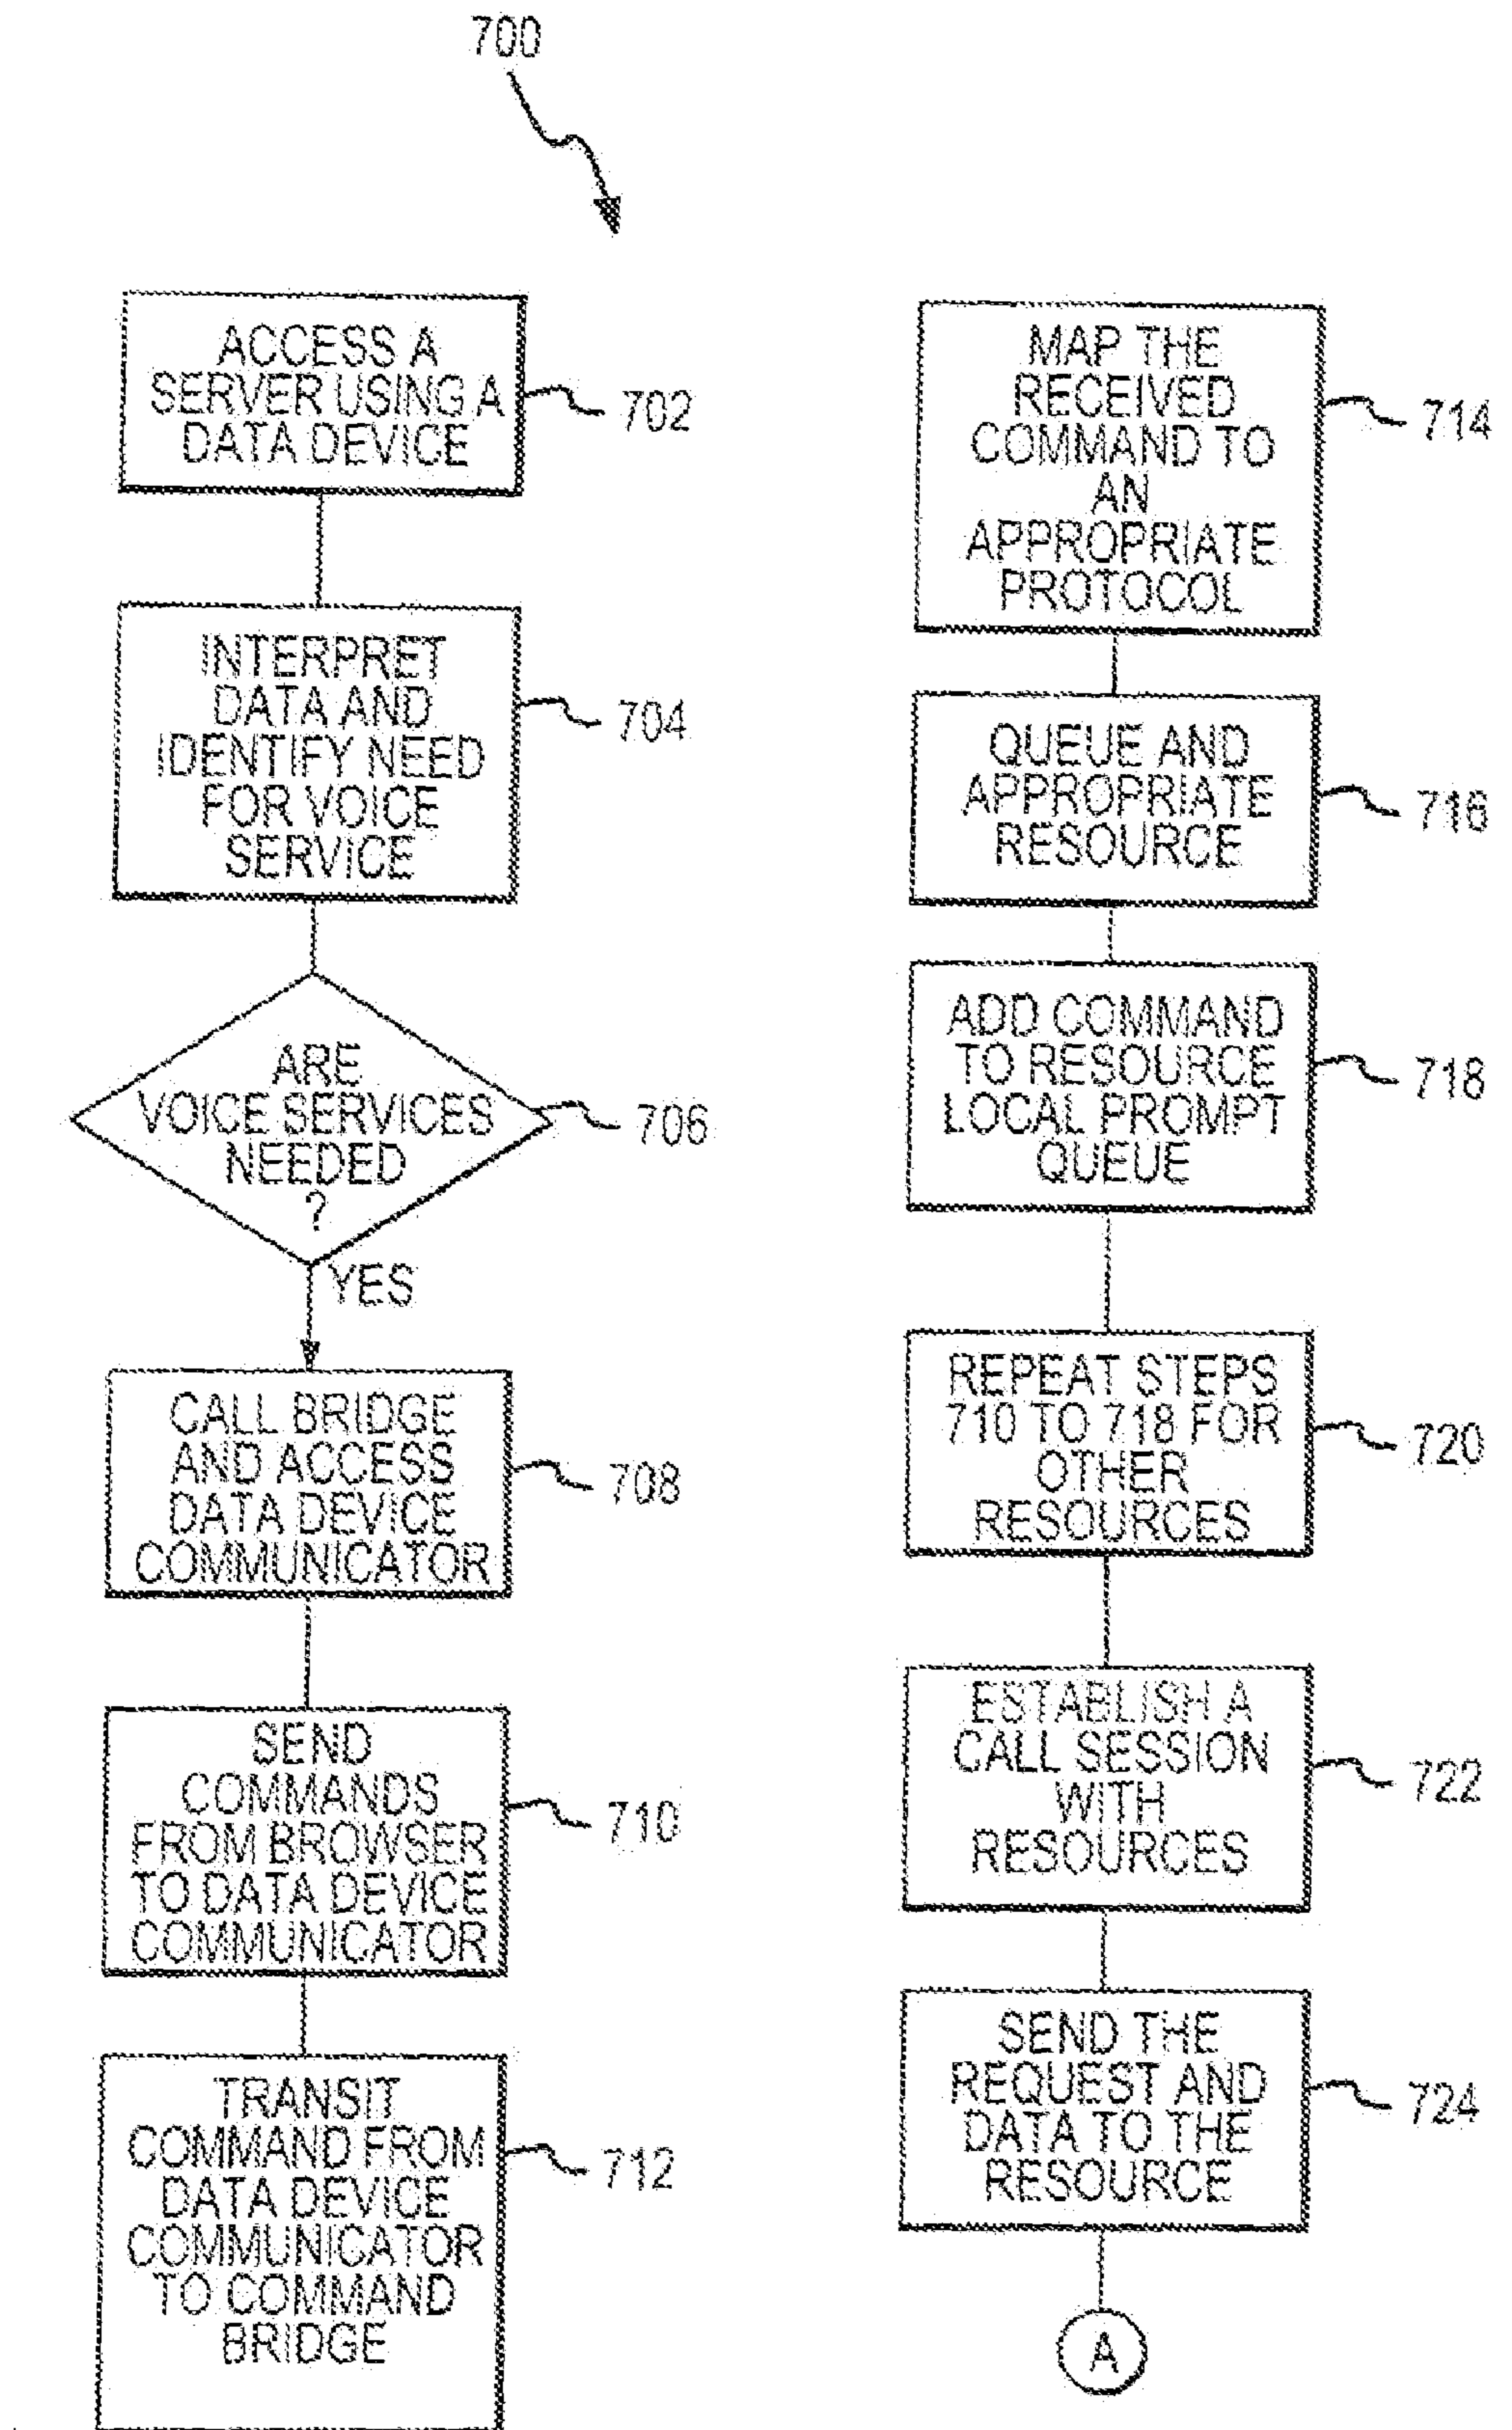 700
ACCESS A
SERVER USING A
DATA DEVICE
702
INTERPRET
DATA AND
IDENTIFY NEED
FOR VOICE
SERVICE
704
ARE
VOICE SERVICES
NEEDED
?
706
YES
CALL BRIDGE
AND ACCESS
DATA DEVICE
COMMUNICATOR
708
SEND
COMMANDS
FROM BROWSER
TO DATA DEVICE
COMMUNICATOR
710
TRANSIT
COMMAND FROM
DATA DEVICE
COMMUNICATOR
TO COMMAND
BRIDGE
712
MAP THE
RECEIVED
COMMAND TO
AN
APPROPRIATE
PROTOCOL
714
QUEUE AND
APPROPRIATE
RESOURCE
716
ADD COMMAND
TO RESOURCE
LOCAL PROMPT
QUEUE
718
REPEAT STEPS
710 TO 718 FOR
OTHER
RESOURCES
720
ESTABLISH A
CALL SESSION
WITH
RESOURCES
722
SEND THE
REQUEST AND
DATA TO THE
RESOURCE
724
A